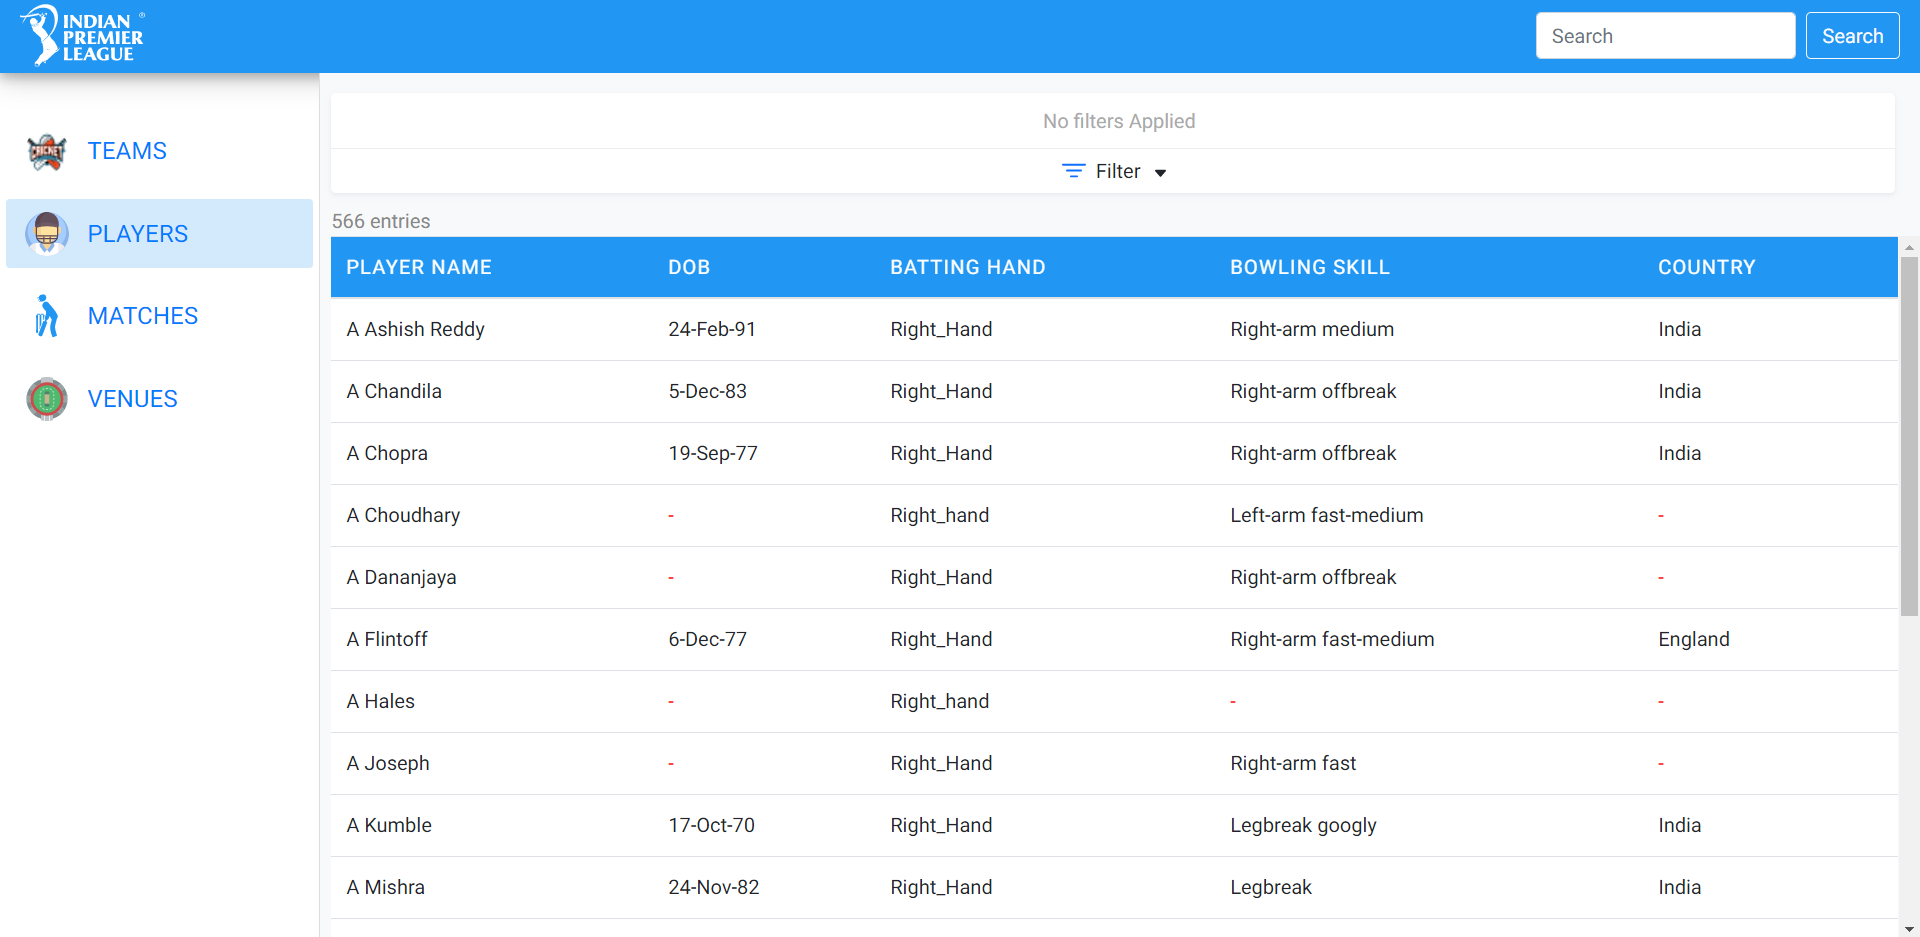 INDIAN ®
PREMIER
LEAGUE
Search
Search
CRICKET
TEAMS
PLAYERS
MATCHES
VENUES
No filters Applied
Filter
566 entries
PLAYER NAME DOB BATTING HAND BOWLING SKILL COUNTRY
A Ashish Reddy 24-Feb-91 Right_Hand Right-arm medium India
A Chandila 5-Dec-83 Right_Hand Right-arm offbreak India
A Chopra 19-Sep-77 Right_Hand Right-arm offbreak India
A Choudhary - Right_hand Left-arm fast-medium -
A Dananjaya - Right_Hand Right-arm offbreak -
A Flintoff 6-Dec-77 Right_Hand Right-arm fast-medium England
A Hales - Right_hand - -
A Joseph - Right_Hand Right-arm fast -
A Kumble 17-Oct-70 Right_Hand Legbreak googly India
A Mishra 24-Nov-82 Right_Hand Legbreak India